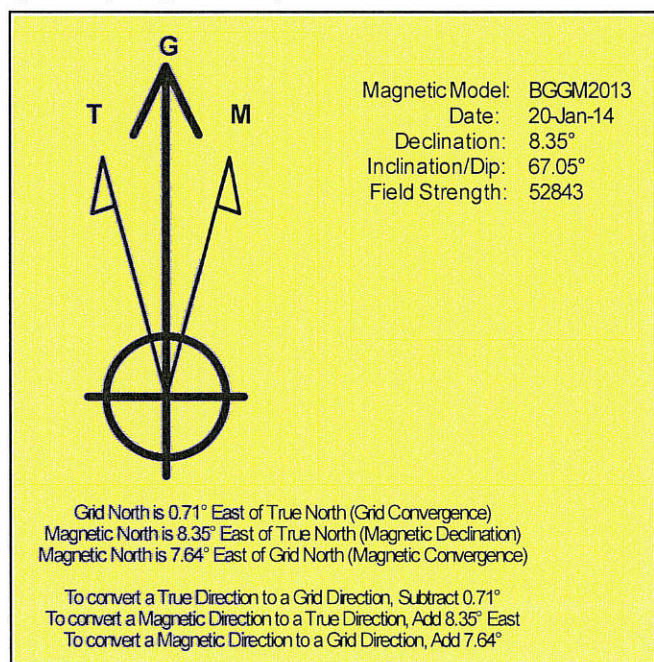 G
T
M
Magnetic Model: BGGM2013
Date: 20-Jan-14
Declination: 8.35°
Inclination/Dip: 67.05°
Field Strength: 52843
Grid North is 0.71° East of True North (Grid Convergence)
Magnetic North is 8.35° East of True North (Magnetic Declination)
Magnetic North is 7.64° East of Grid North (Magnetic Convergence)
To convert a True Direction to a Grid Direction, Subtract 0.71°
To convert a Magnetic Direction to a True Direction, Add 8.35° East
To convert a Magnetic Direction to a Grid Direction, Add 7.64°